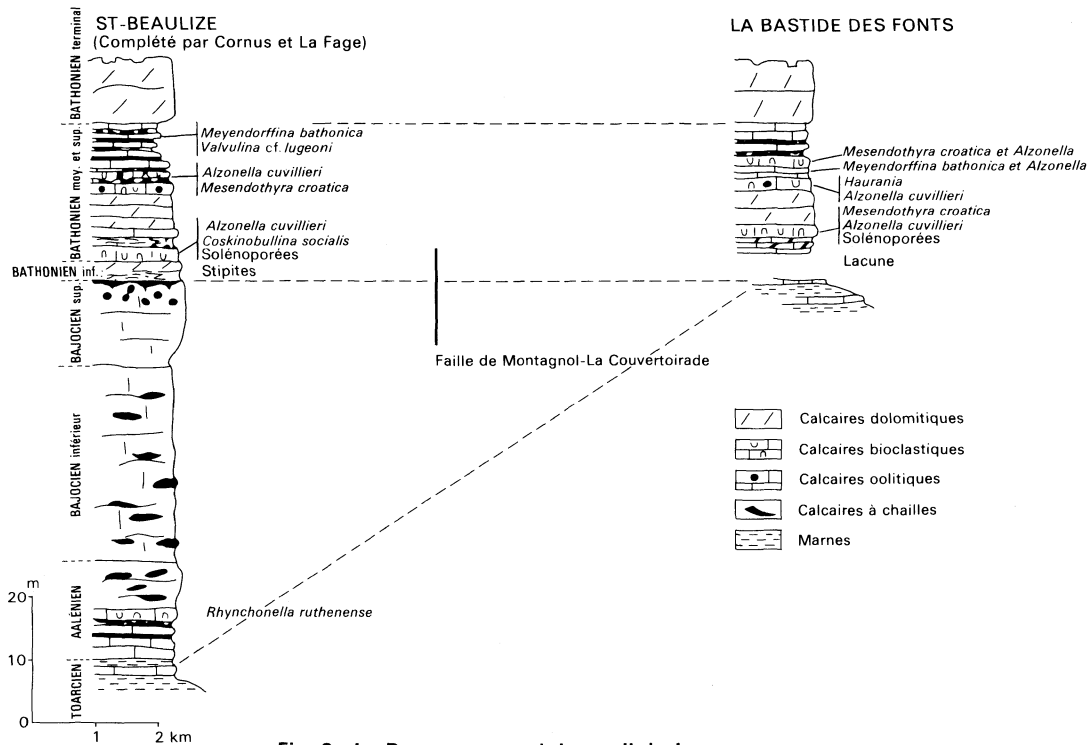 ST-BEAULIZE
(Complété par Cornus et La Fage)
LA BASTIDE DES FONTS
BATHONIEN terminal
BATHONIEN moy. et sup.
BATHONIEN inf.
BAJOCIEN sup.
BAJOCIEN inférieur
AALÉNIEN
TOARCIEN
Meyendorffina bathonica
Valvulina cf. lugeoni
Alzonella cuvillieri
Mesendothyra croatica
Alzonella cuvillieri
Coskinobullina socialis
Solénoporées
Stipites
Rhynchonella ruthenense
Mesendothyra croatica et Alzonella
Meyenderffina bathonica et Alzonella
Haurania
Alzonella cuvillieri
Mesendothyra croatica
Alzonella cuvillieri
Solénoporées
Lacune
Faille de Montagnol-La Couvertoirade
Calcaires dolomitiques
Calcaires bioclastiques
Calcaires oolitiques
Calcaires à chailles
Marnes
m
20
10
0
1 2 km